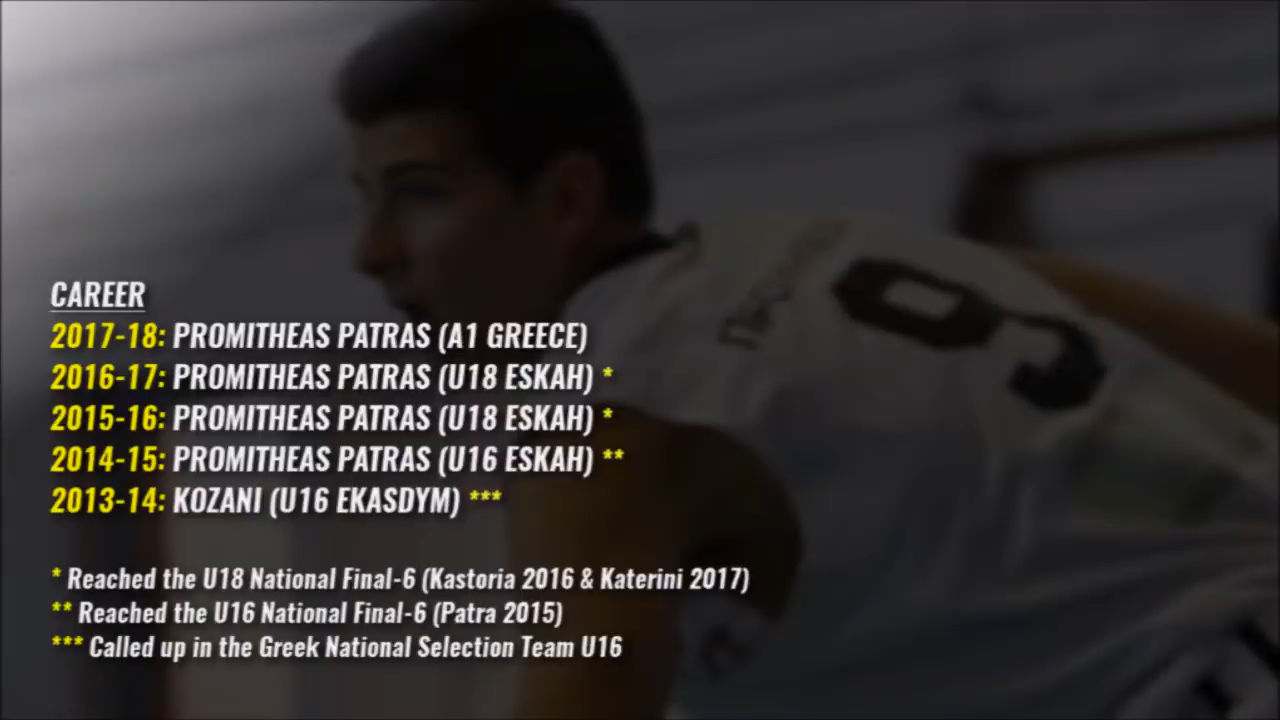 CAREER
2017-18: PROMITHEAS PATRAS (A1 GREECE)
2016-17: PROMITHEAS PATRAS (U18 ESKAH) *
2015-16: PROMITHEAS PATRAS (U18 ESKAH) *
2014-15: PROMITHEAS PATRAS (U16 ESKAH) **
2013-14: KOZANI (U16 EKASDYM) ***
* Reached the U18 National Final-6 (Kastoria 2016 & Katerini 2017)
** Reached the U16 National Final-6 (Patra 2015)
*** Called up in the Greek National Selection Team U16
9